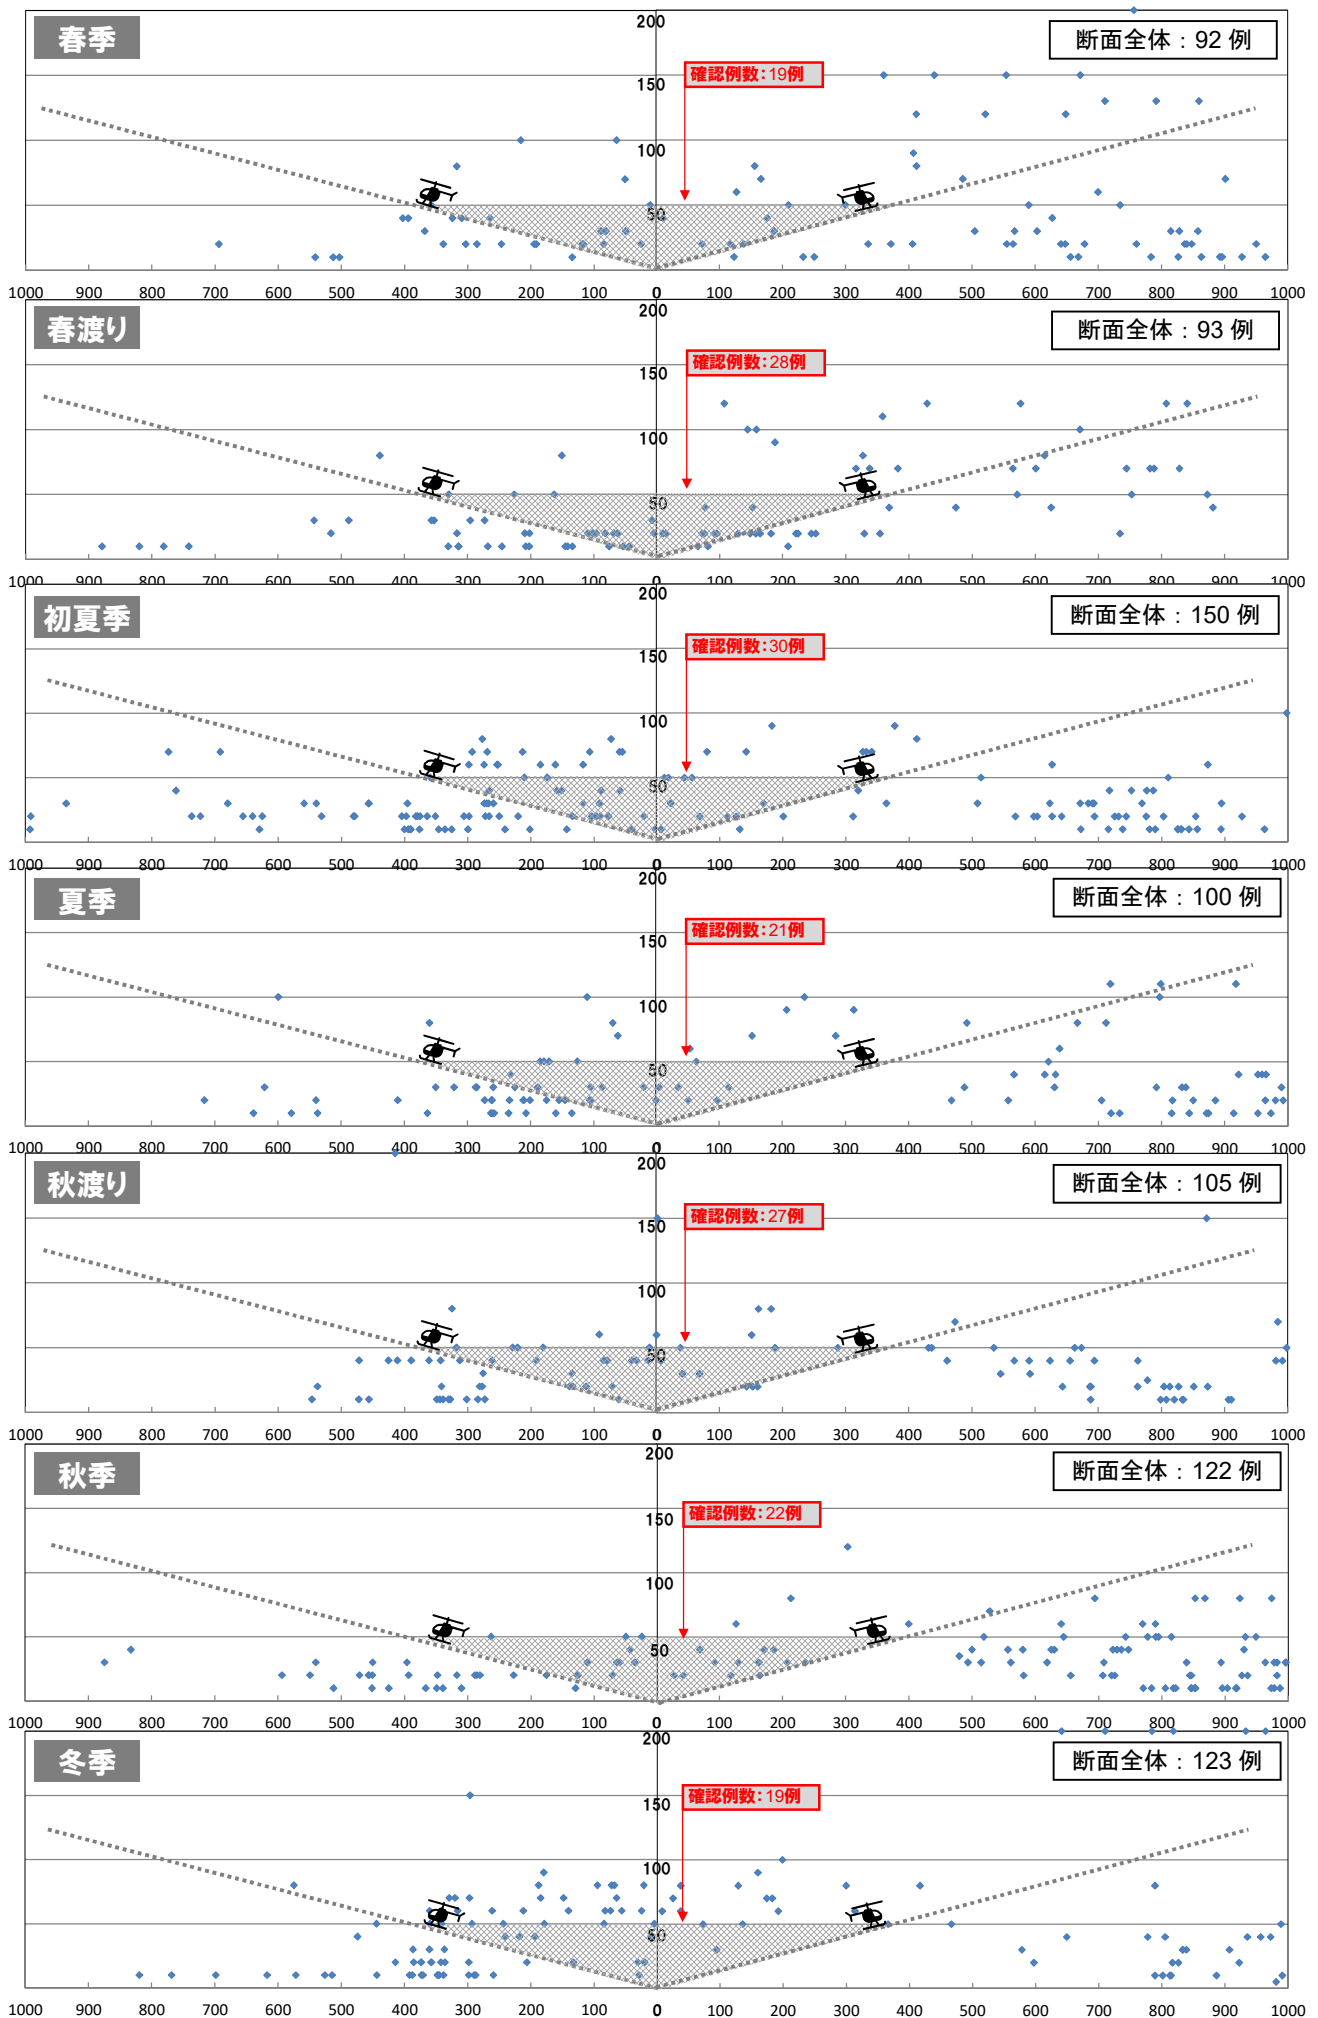 200
春季
断面全体：92 例
確認例数：19例
150
100
50
1000 900 800 700 600 500 400 300 200 100 0 100 200 300 400 500 600 700 800 900 1000
200
春渡り
断面全体：93 例
確認例数：28例
150
100
50
1000 900 800 700 600 500 400 300 200 100 0 100 200 300 400 500 600 700 800 900 1000
200
初夏季
断面全体：150 例
確認例数：30例
150
100
50
1000 900 800 700 600 500 400 300 200 100 0 100 200 300 400 500 600 700 800 900 1000
200
夏季
断面全体：100 例
確認例数：21例
150
100
50
1000 900 800 700 600 500 400 300 200 100 0 100 200 300 400 500 600 700 800 900 1000
200
秋渡り
断面全体：105 例
確認例数：27例
150
100
50
1000 900 800 700 600 500 400 300 200 100 0 100 200 300 400 500 600 700 800 900 1000
200
秋季
断面全体：122 例
確認例数：22例
150
100
50
1000 900 800 700 600 500 400 300 200 100 0 100 200 300 400 500 600 700 800 900 1000
200
冬季
断面全体：123 例
確認例数：19例
150
100
50
1000 900 800 700 600 500 400 300 200 100 0 100 200 300 400 500 600 700 800 900 1000